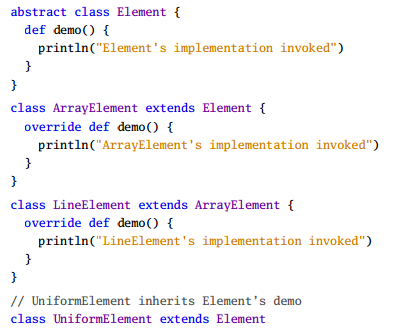 abstract class Element {
  def demo() {
    println("Element's implementation invoked")
  }
}
class ArrayElement extends Element {
  override def demo() {
    println("ArrayElement's implementation invoked")
  }
}
class LineElement extends ArrayElement {
  override def demo() {
    println("LineElement's implementation invoked")
  }
}
// UniformElement inherits Element's demo
class UniformElement extends Element